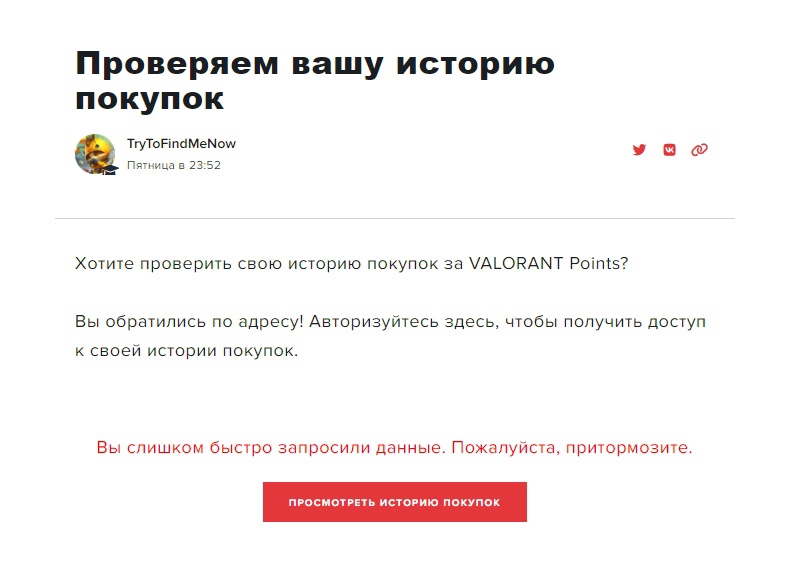 Проверяем вашу историю
покупок
TryToFindMeNow
Пятница в 23:52
Хотите проверить свою историю покупок за VALORANT Points?
Вы обратились по адресу! Авторизуйтесь здесь, чтобы получить доступ
к своей истории покупок.
Вы слишком быстро запросили данные. Пожалуйста, притормозите.
ПРОСМОТРЕТЬ ИСТОРИЮ ПОКУПОК